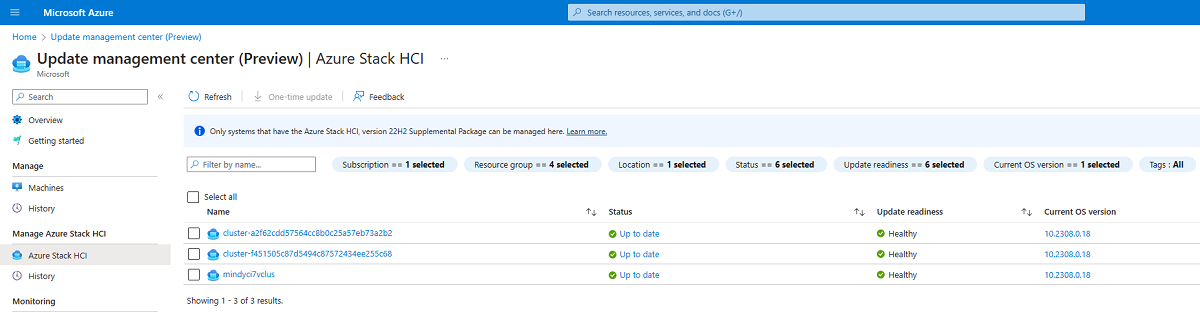 Microsoft Azure
Search resources, services, and docs (G+/)
Home > Update management center (Preview)
Update management center (Preview) | Azure Stack HCI ...
Microsoft
Search «
Overview
Getting started
Manage
Machines
History
Manage Azure Stack HCI
Azure Stack HCI
History
Monitoring
Refresh One-time update Feedback
Only systems that have the Azure Stack HCI, version 22H2 Supplemental Package can be managed here. Learn more.
Filter by name... Subscription == 1 selected Resource group == 4 selected Location == 1 selected Status == 6 selected Update readiness == 6 selected Current OS version == 1 selected Tags : All
Select all
Name ↑↓ Status ↑↓ Update readiness ↑↓ Current OS version
cluster-a2f62cdd57564cc8b0c25a57eb73a2b2 Up to date Healthy 10.2308.0.18
cluster-f451505c87d5494c87572434ee255c68 Up to date Healthy 10.2308.0.18
mindyci7vclus Up to date Healthy 10.2308.0.18
Showing 1 - 3 of 3 results.